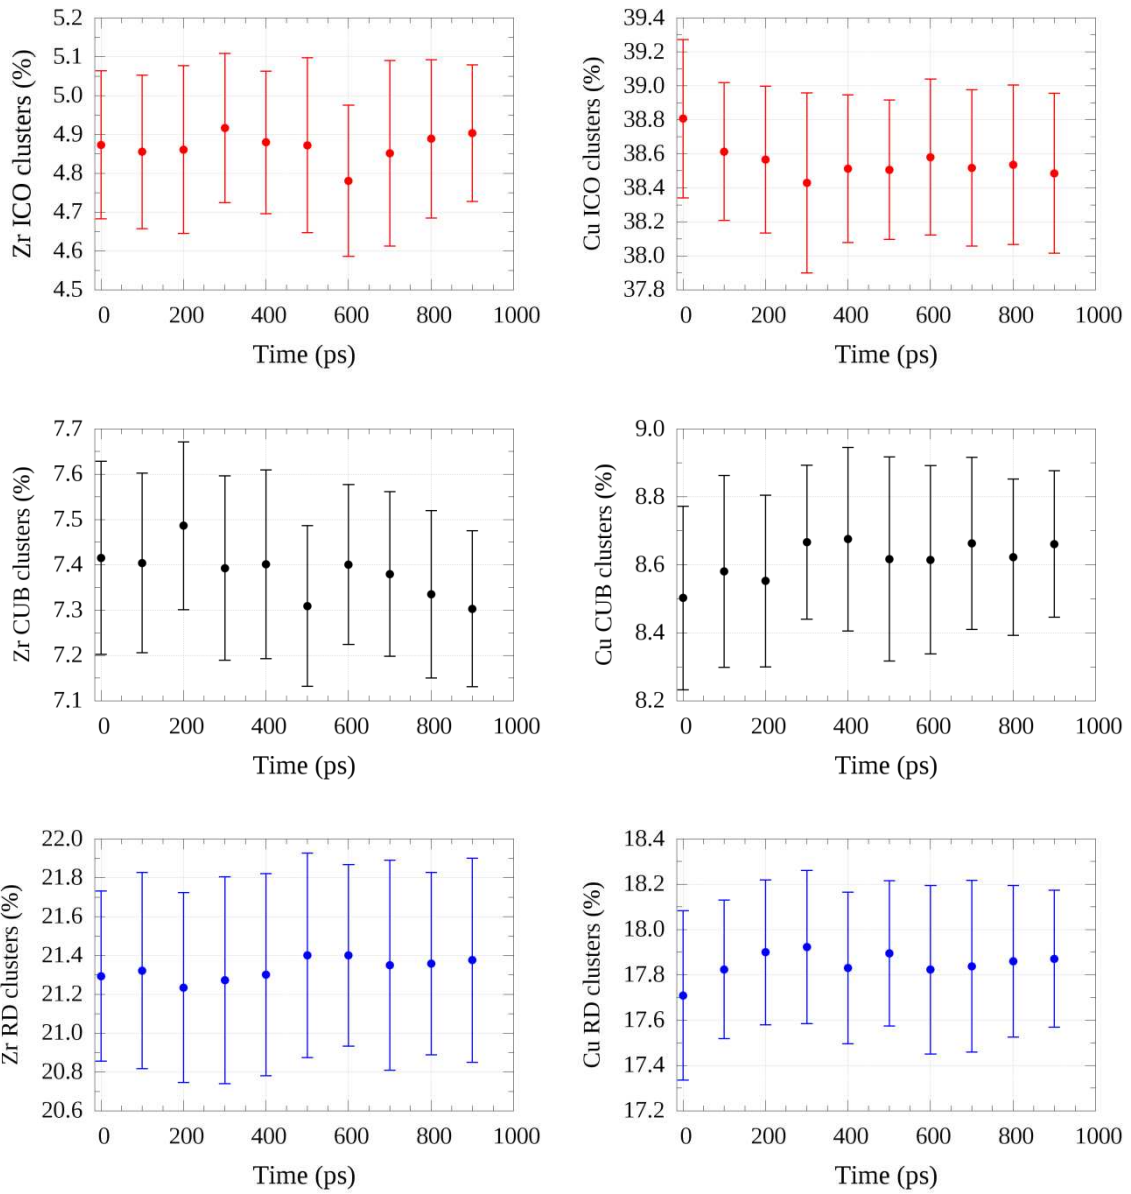 Zr ICO clusters (%)
5.2
5.1
5.0
4.9
4.8
4.7
4.6
4.5
0 200 400 600 800 1000
Time (ps)
Cu ICO clusters (%)
39.4
39.2
39.0
38.8
38.6
38.4
38.2
38.0
37.8
0 200 400 600 800 1000
Time (ps)
Zr CUB clusters (%)
7.7
7.6
7.5
7.4
7.3
7.2
7.1
0 200 400 600 800 1000
Time (ps)
Cu CUB clusters (%)
9.0
8.8
8.6
8.4
8.2
0 200 400 600 800 1000
Time (ps)
Zr RD clusters (%)
22.0
21.8
21.6
21.4
21.2
21.0
20.8
20.6
0 200 400 600 800 1000
Time (ps)
Cu RD clusters (%)
18.4
18.2
18.0
17.8
17.6
17.4
17.2
0 200 400 600 800 1000
Time (ps)